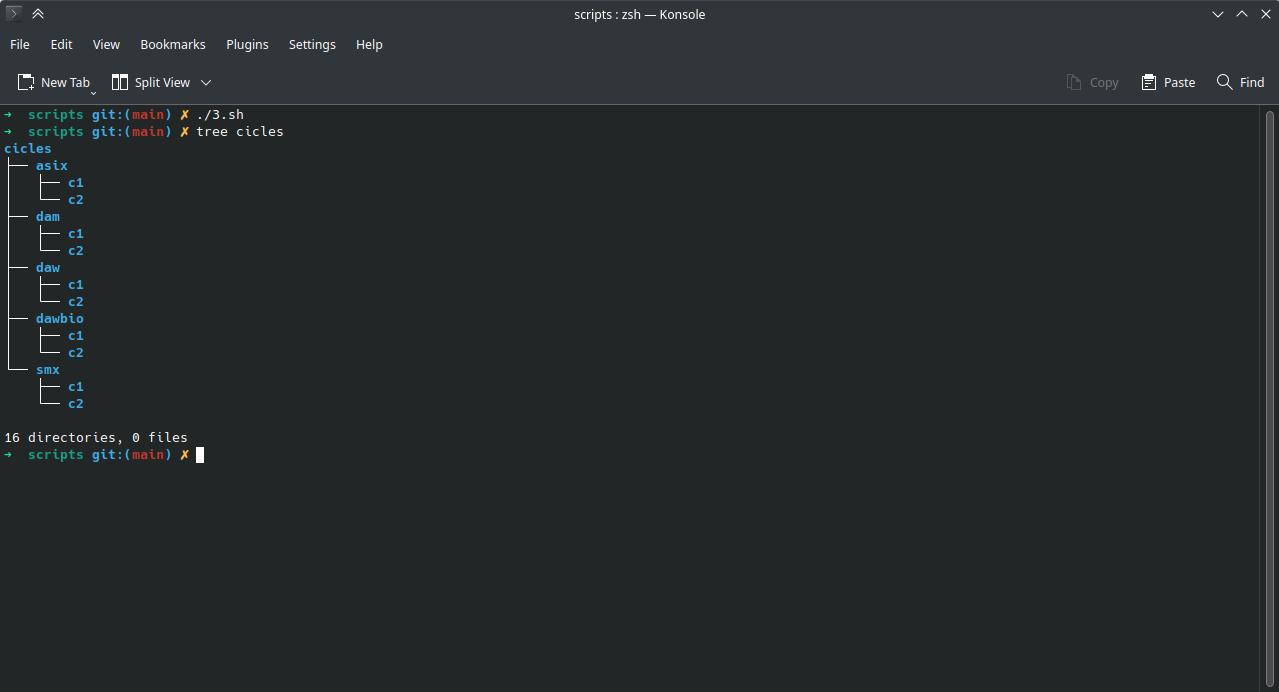 scripts : zsh — Konsole
File Edit View Bookmarks Plugins Settings Help
New Tab Split View Copy Paste Find
➜ scripts git:(main) ✗ ./3.sh
➜ scripts git:(main) ✗ tree cicles
cicles
├── asix
│   ├── c1
│   └── c2
├── dam
│   ├── c1
│   └── c2
├── daw
│   ├── c1
│   └── c2
├── dawbio
│   ├── c1
│   └── c2
└── smx
    ├── c1
    └── c2
16 directories, 0 files
➜ scripts git:(main) ✗